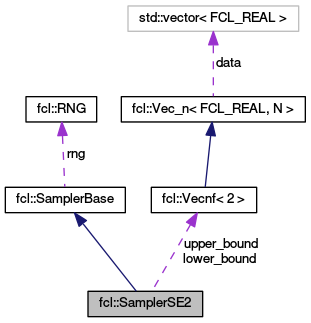 std::vector< FCL_REAL >
data
fcl::RNG
fcl::Vec_n< FCL_REAL, N >
rng
fcl::SamplerBase
fcl::Vecnf< 2 >
upper_bound
lower_bound
fcl::SamplerSE2